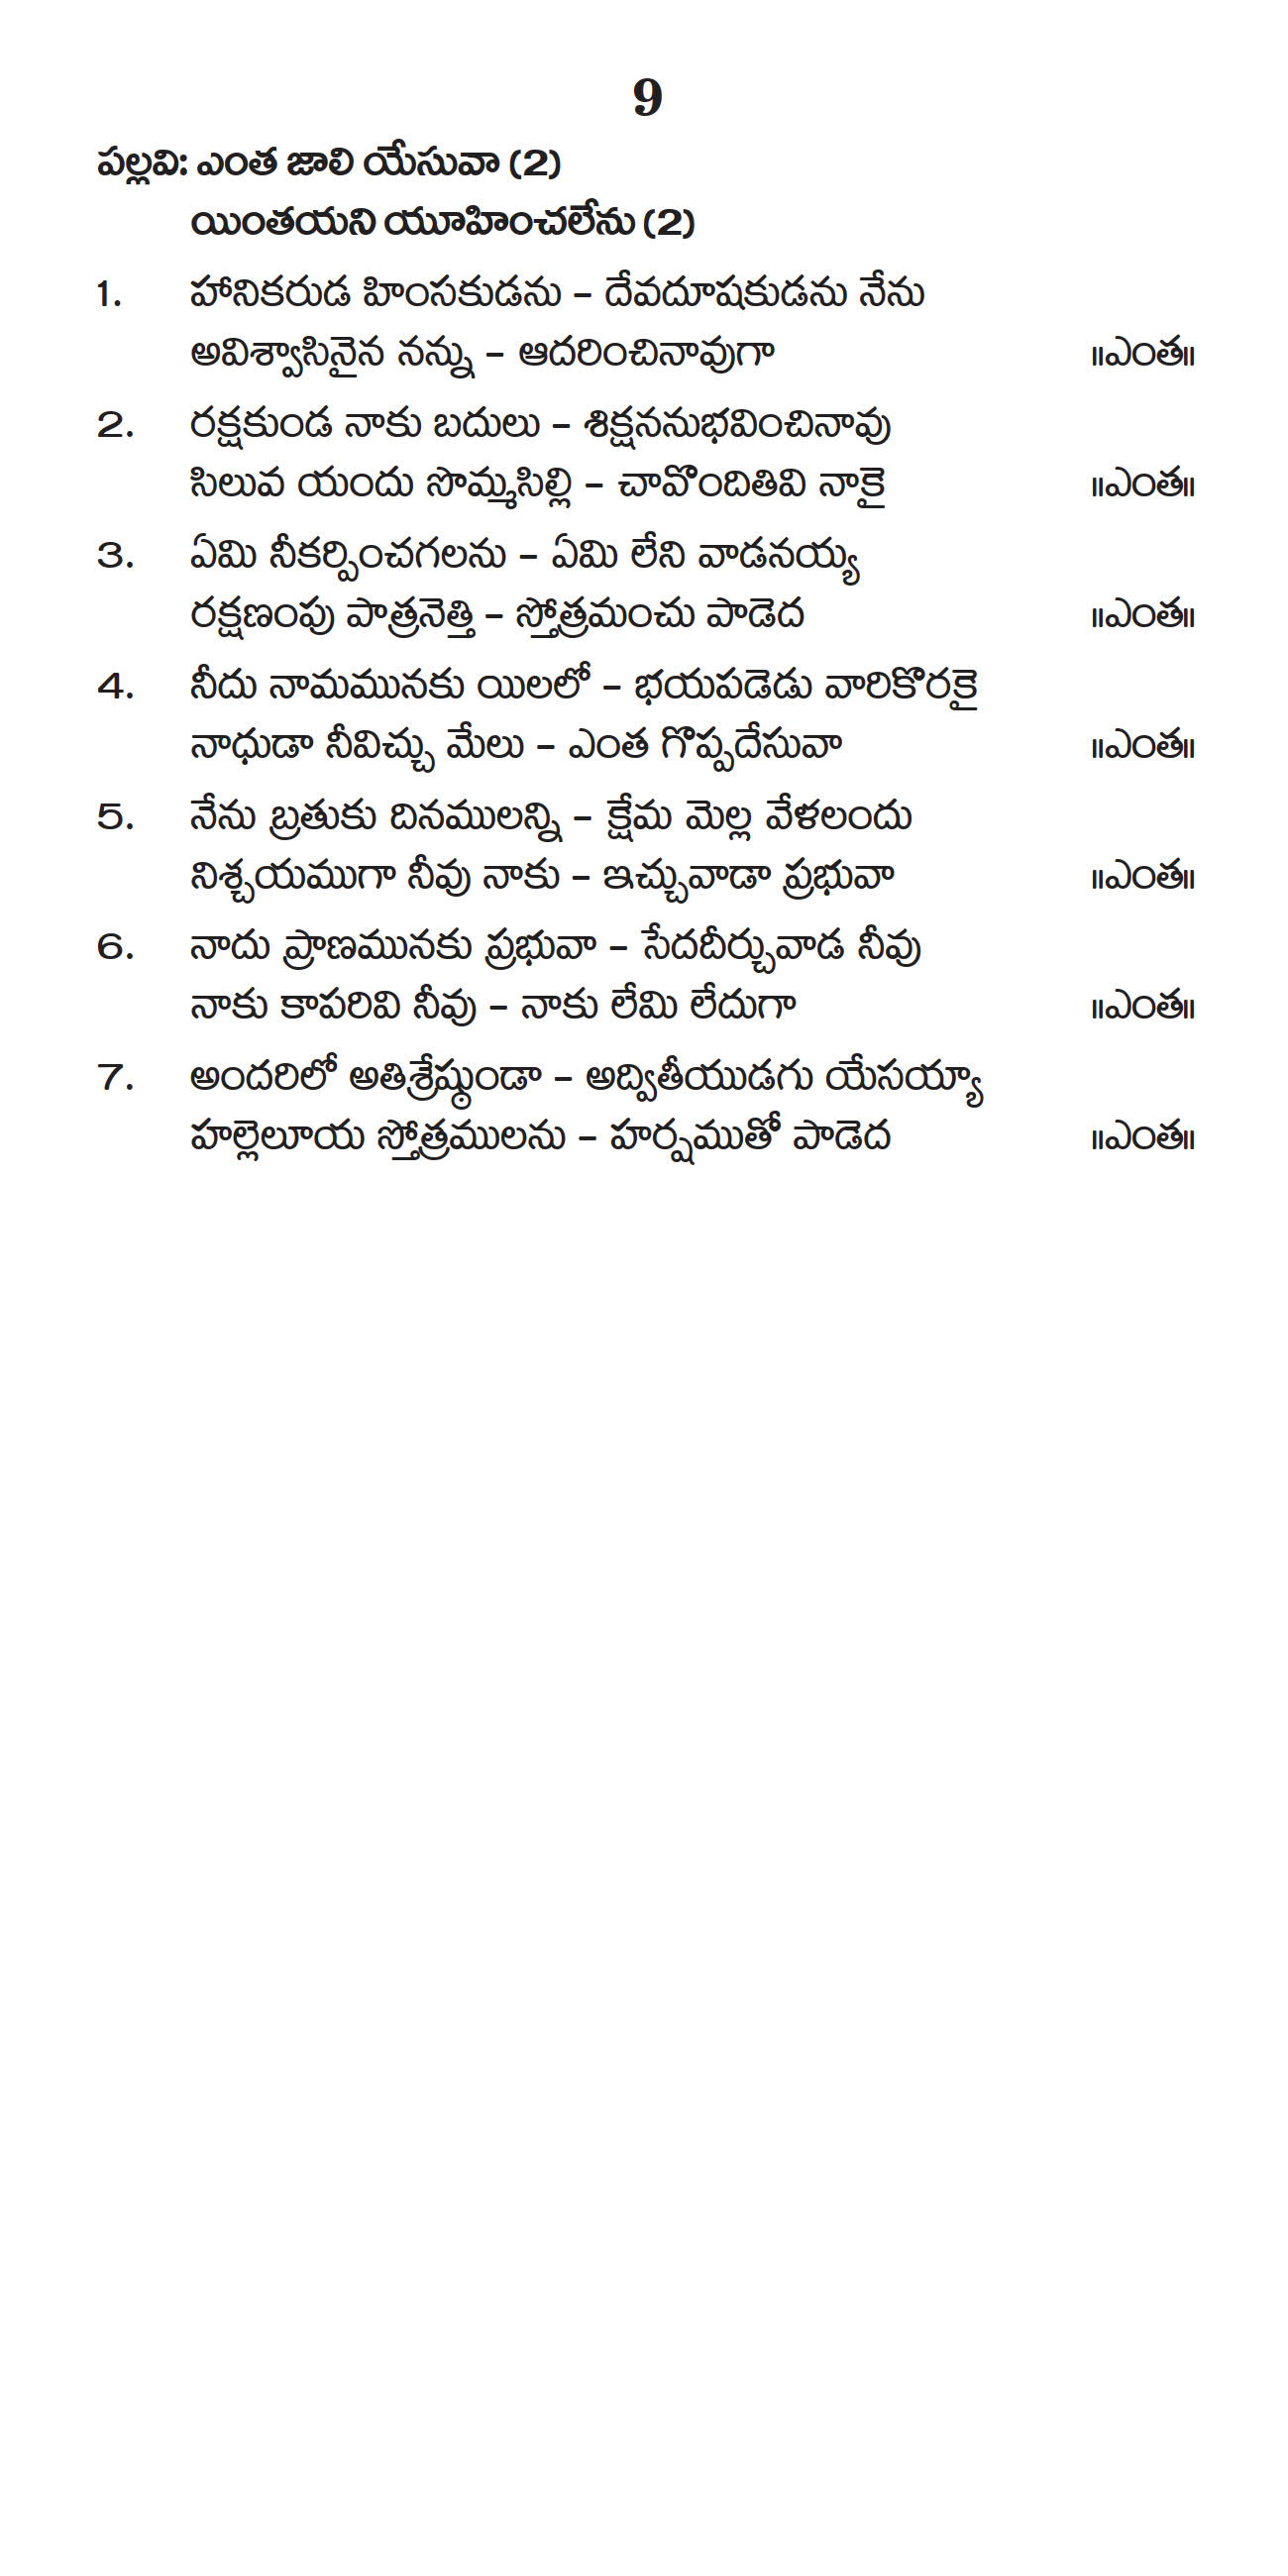 9
పల్లవి: ఎంత జాలి యేసువా (2)
యింతయని యూహించలేను (2)
1. హానికరుడ హింసకుడను – దేవదూషకుడను నేను
అవిశ్వాసినైన నన్ను – ఆదరించినావుగా ॥ఎంత॥
2. రక్షకుండ నాకు బదులు – శిక్షననుభవించినావు
సిలువ యందు సొమ్మసిల్లి – చావొందితివి నాకై ॥ఎంత॥
3. ఏమి నీకర్పించగలను – ఏమి లేని వాడనయ్య
రక్షణంపు పాత్రనెత్తి – స్తోత్రమంచు పాడెద ॥ఎంత॥
4. నీదు నామమునకు యిలలో – భయపడెడు వారికొరకై
నాధుడా నీవిచ్చు మేలు – ఎంత గొప్పదేసువా ॥ఎంత॥
5. నేను బ్రతుకు దినములన్ని – క్షేమ మెల్ల వేళలందు
నిశ్చయముగా నీవు నాకు – ఇచ్చువాడా ప్రభువా ॥ఎంత॥
6. నాదు ప్రాణమునకు ప్రభువా – సేదదీర్చువాడ నీవు
నాకు కాపరివి నీవు – నాకు లేమి లేదుగా ॥ఎంత॥
7. అందరిలో అతిశ్రేష్ఠుండా – అద్వితీయుడగు యేసయ్యా
హల్లెలూయ స్తోత్రములను – హర్షముతో పాడెద ॥ఎంత॥